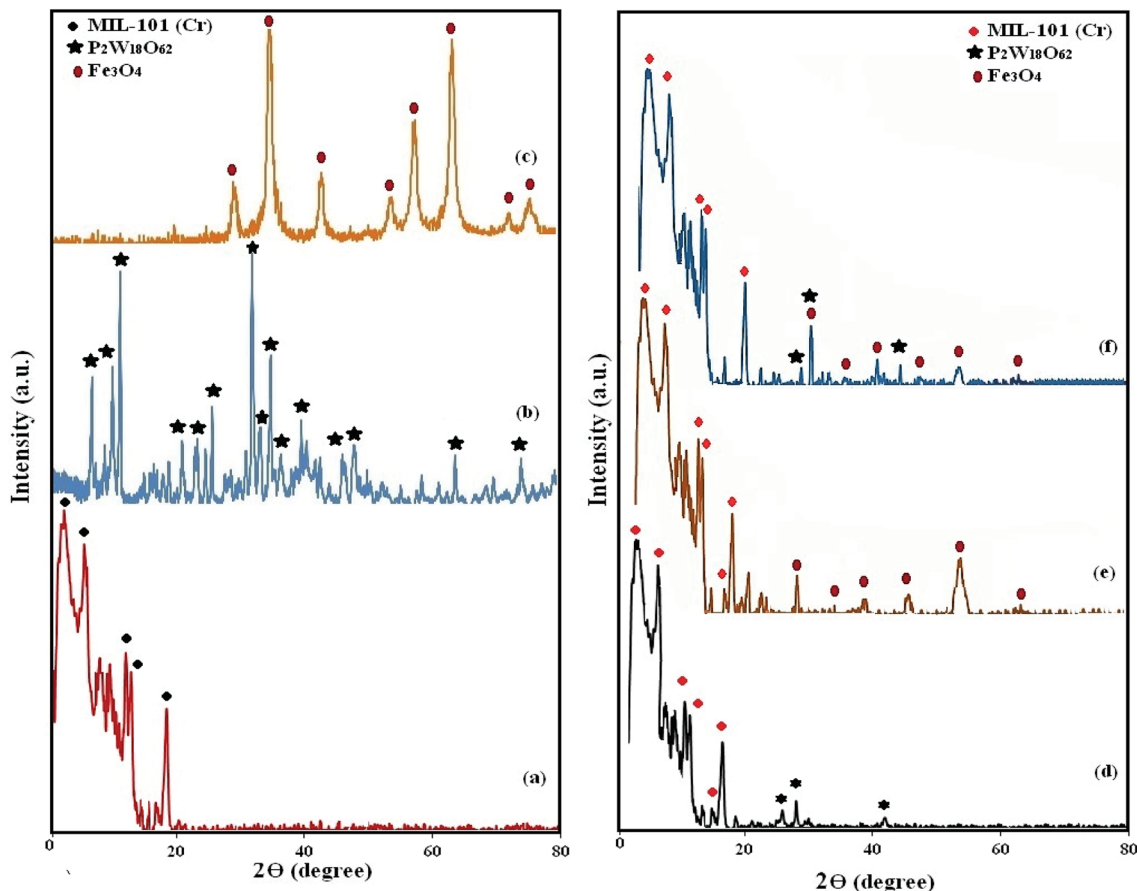 MIL-101 (Cr)
P2W18O62
Fe3O4
(c)
(b)
(a)
Intensity (a.u.)
0
20
40
60
80
2Θ (degree)
MIL-101 (Cr)
P2W18O62
Fe3O4
(f)
(e)
(d)
Intensity (a.u.)
0
20
40
60
80
2Θ (degree)